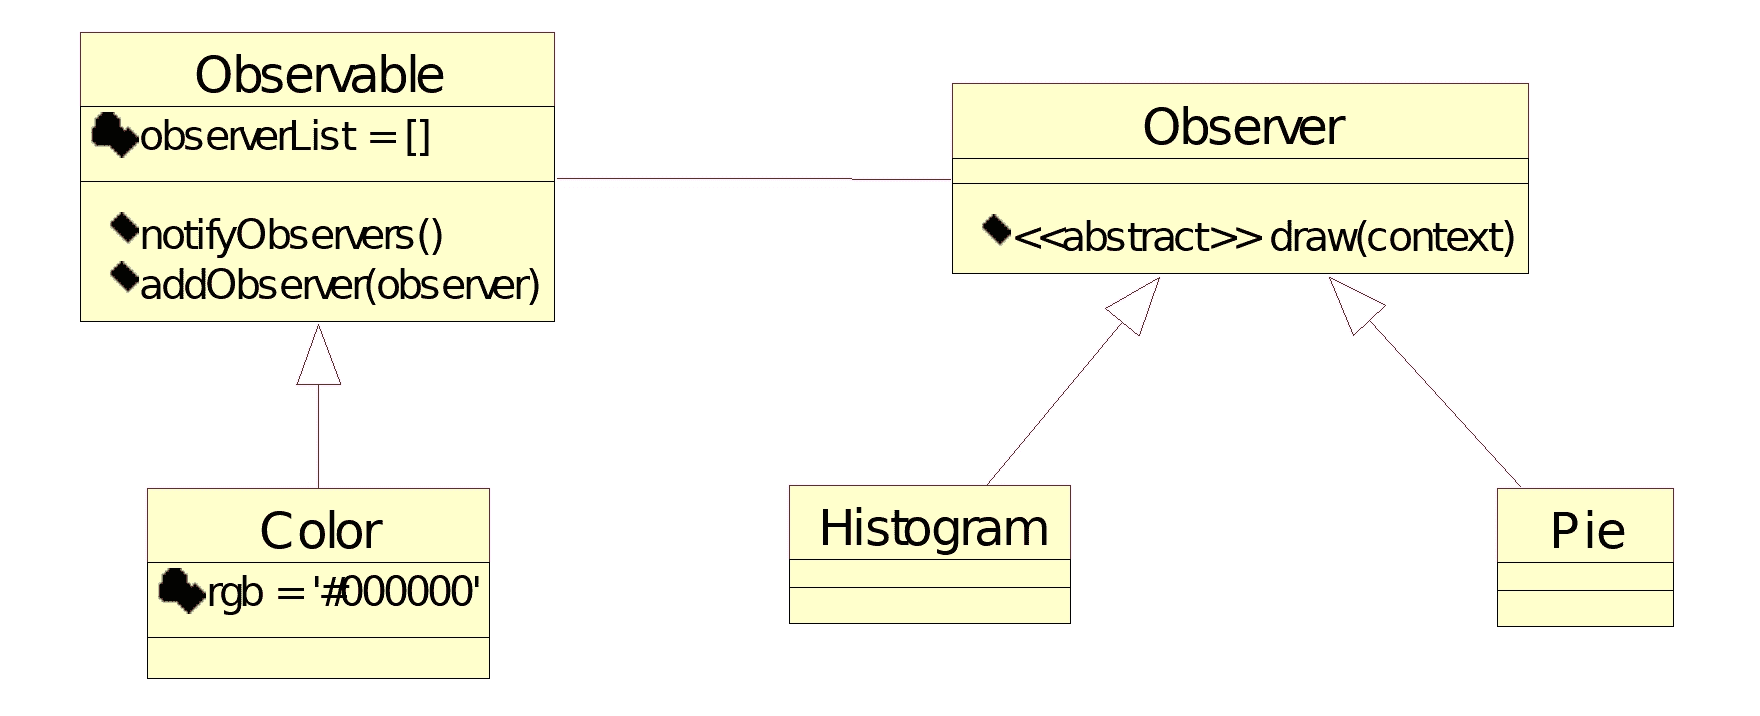 Observable
observerList = []
notifyObservers()
addObserver(observer)
Observer
<<abstract>> draw(context)
Color
rgb = '#000000'
Histogram
Pie